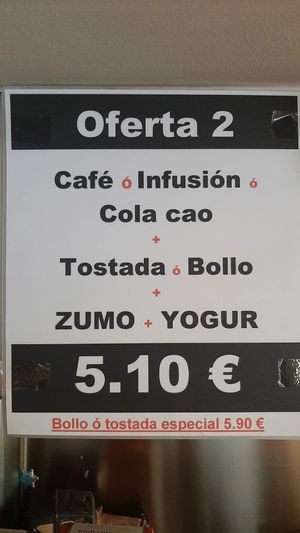 Oferta 2
Café ó Infusión ó
Cola cao
+
Tostada ó Bollo
+
ZUMO + YOGUR
5.10 €
Bollo ó tostada especial 5.90 €